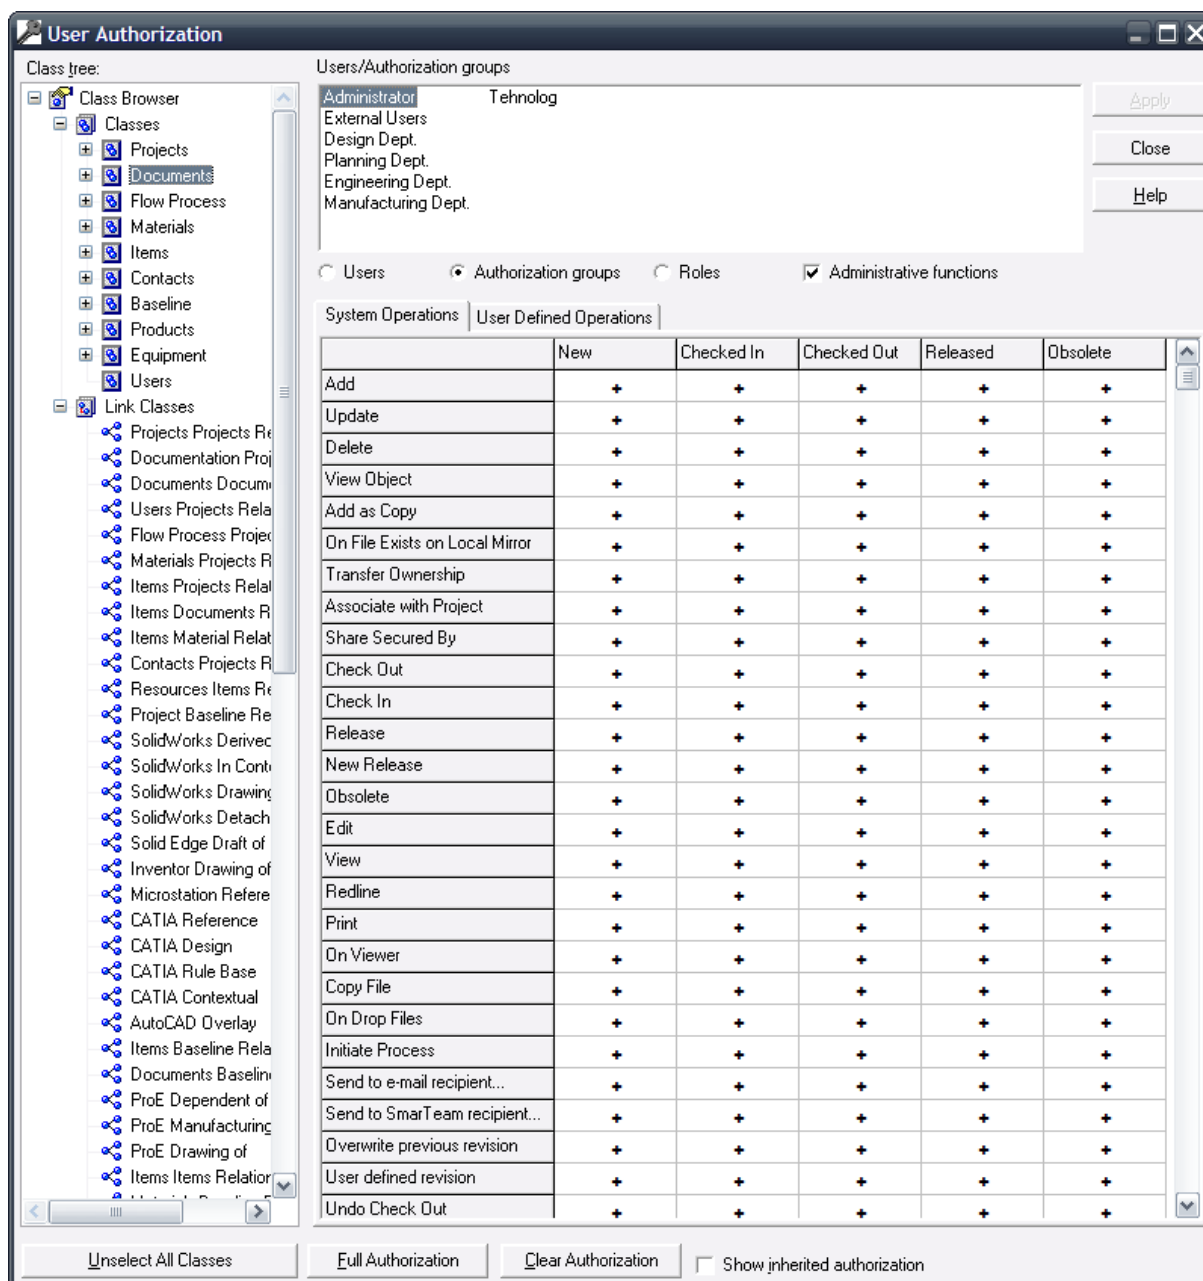 User Authorization
Class tree:
Class Browser
Classes
Projects
Documents
Flow Process
Materials
Items
Contacts
Baseline
Products
Equipment
Users
Link Classes
Projects Projects Re
Documentation Proj
Documents Docum
Users Projects Rela
Flow Process Projec
Materials Projects R
Items Projects Relat
Items Documents R
Items Material Relat
Contacts Projects R
Resources Items Re
Project Baseline Re
SolidWorks Derived
SolidWorks In Cont
SolidWorks Drawing
SolidWorks Detach
Solid Edge Draft of
Inventor Drawing of
Microstation Refere
CATIA Reference
CATIA Design
CATIA Rule Base
CATIA Contextual
AutoCAD Overlay
Items Baseline Rela
Documents Baselin
ProE Dependent of
ProE Manufacturing
ProE Drawing of
Items Items Relation
Users/Authorization groups
Administrator Tehnolog
External Users
Design Dept.
Planning Dept.
Engineering Dept.
Manufacturing Dept.
Apply
Close
Help
Users Authorization groups Roles Administrative functions
System Operations User Defined Operations
New Checked In Checked Out Released Obsolete
Add + + + + +
Update + + + + +
Delete + + + + +
View Object + + + + +
Add as Copy + + + + +
On File Exists on Local Mirror + + + + +
Transfer Ownership + + + + +
Associate with Project + + + + +
Share Secured By + + + + +
Check Out + + + + +
Check In + + + + +
Release + + + + +
New Release + + + + +
Obsolete + + + + +
Edit + + + + +
View + + + + +
Redline + + + + +
Print + + + + +
On Viewer + + + + +
Copy File + + + + +
On Drop Files + + + + +
Initiate Process + + + + +
Send to e-mail recipient... + + + + +
Send to SmarTeam recipient... + + + + +
Overwrite previous revision + + + + +
User defined revision + + + + +
Undo Check Out + + + + +
Unselect All Classes Full Authorization Clear Authorization Show inherited authorization